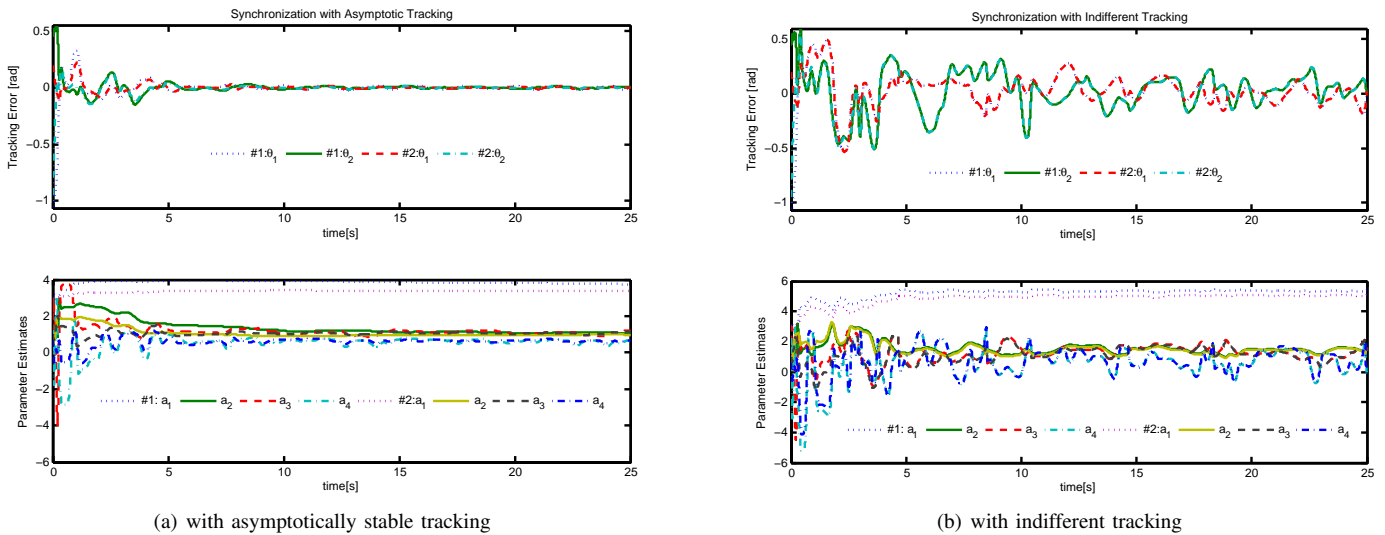 Synchronization with Asymptotic Tracking
Tracking Error [rad]
0.5
0
−0.5
−1
#1:θ1 #1:θ2 #2:θ1 #2:θ2
0 5 10 15 20 25
time[s]
Parameter Estimates
4
2
0
−2
−4
−6
#1: a1 a2 a3 a4 #2:a1 a2 a3 a4
0 5 10 15 20 25
time[s]
(a) with asymptotically stable tracking
Synchronization with Indifferent Tracking
Tracking Error [rad]
0.5
0
−0.5
−1
#1:θ1 #1:θ2 #2:θ1 #2:θ2
0 5 10 15 20 25
time[s]
Parameter Estimates
6
4
2
0
−2
−4
−6
#1: a1 a2 a3 a4 #2:a1 a2 a3 a4
0 5 10 15 20 25
time[s]
(b) with indifferent tracking